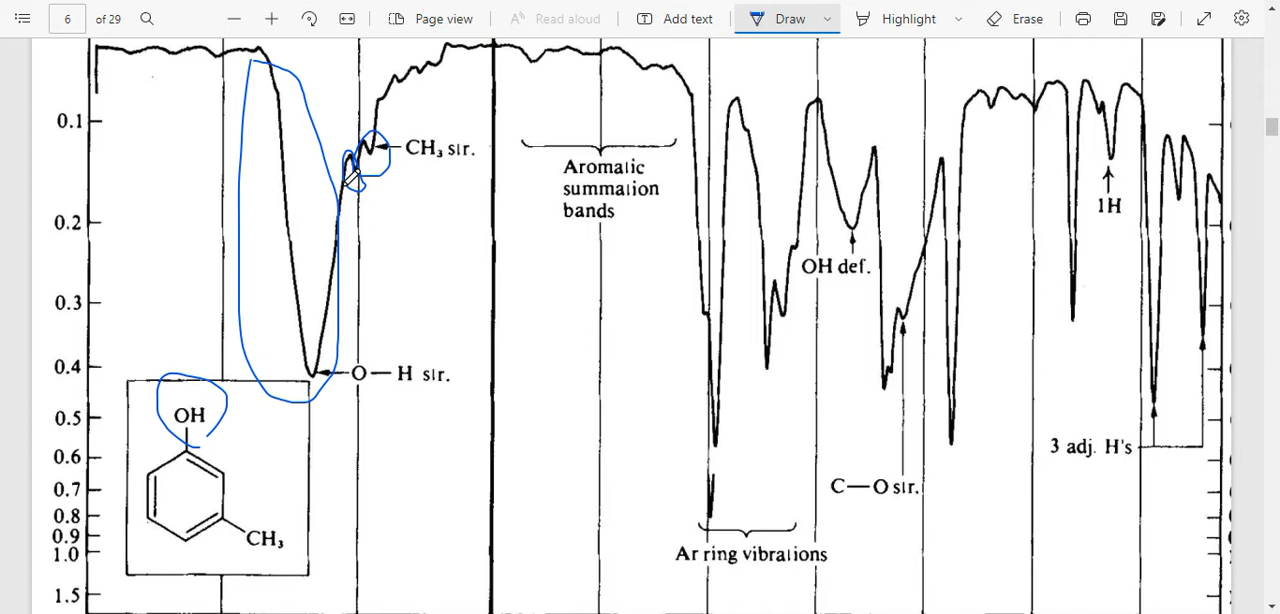 6 of 29 Page view Read aloud Add text Draw Highlight Erase
0.1
CH₃ str.
Aromatic
summation
bands
1H
0.2
OH def.
0.3
0.4
O—H str.
OH
0.5
3 adj. H's
0.6
C—O str.
0.7
CH₃
0.8
0.9
Ar ring vibrations
1.0
1.5